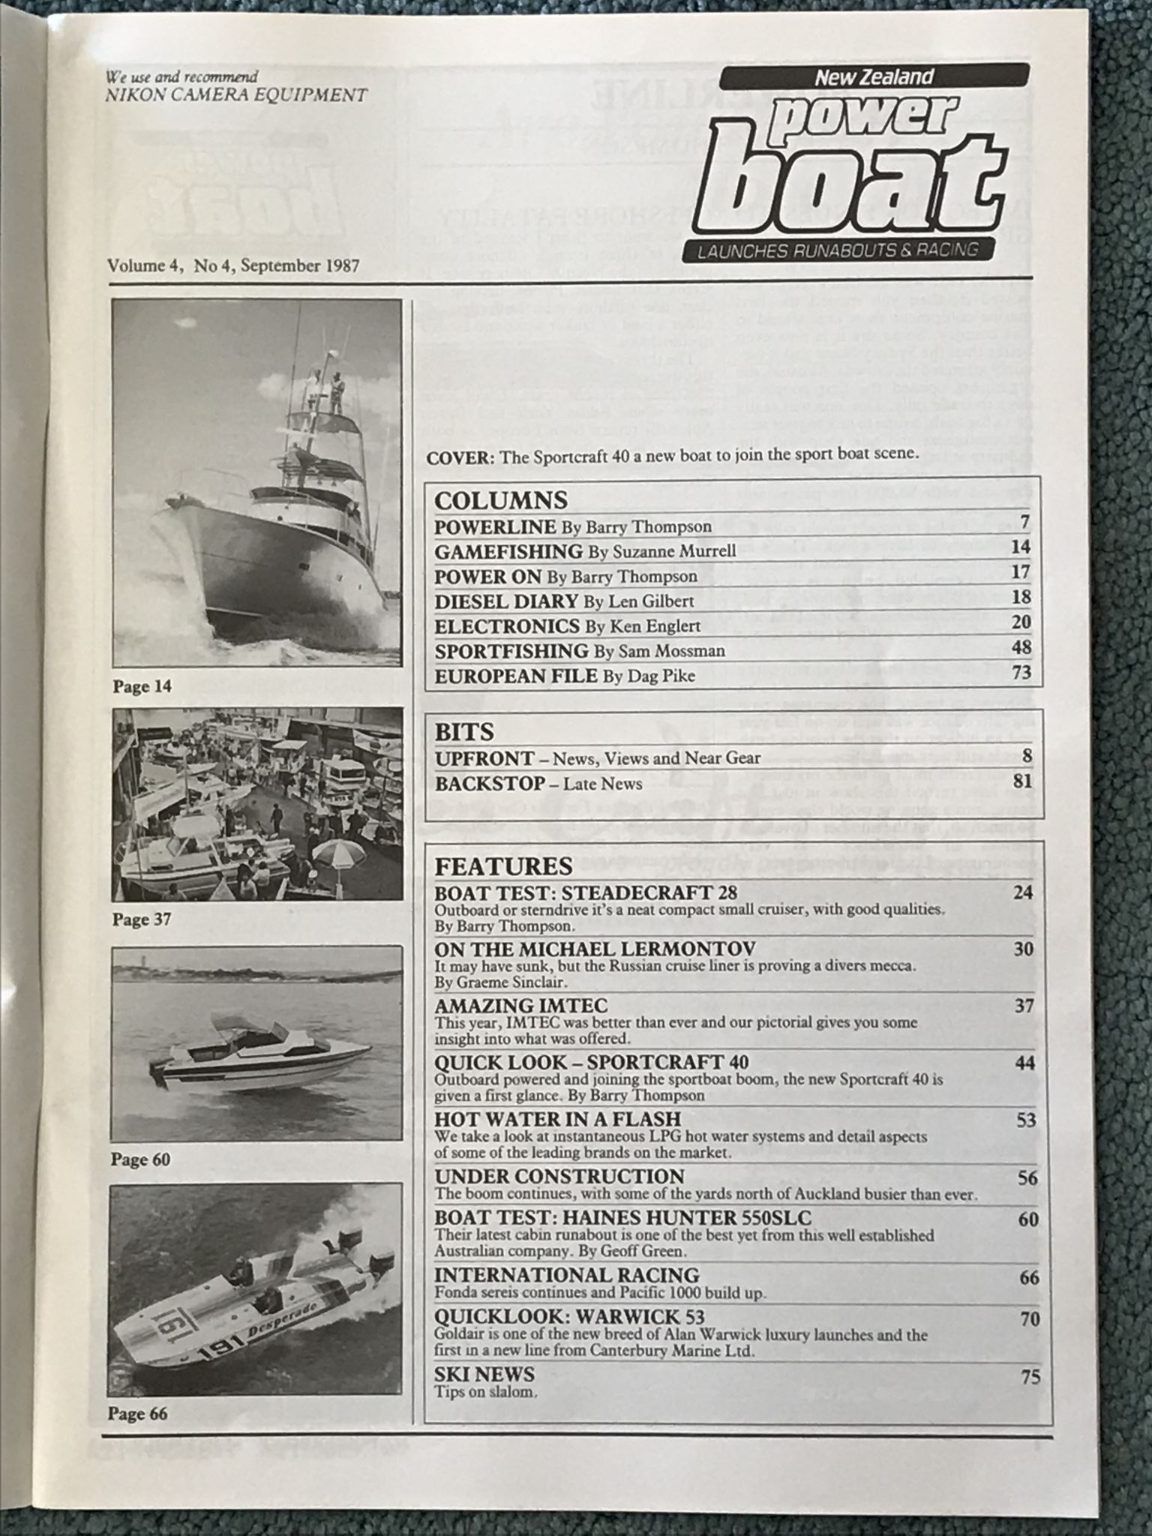 We use and recommend
NIKON CAMERA EQUIPMENT
New Zealand
power
boat
LAUNCHES RUNABOUTS & RACING
Volume 4, No 4, September 1987
Page 14
Page 37
Page 60
191
191 Desperado
Page 66
COVER: The Sportcraft 40 a new boat to join the sport boat scene.
COLUMNS
POWERLINE By Barry Thompson 7
GAMEFISHING By Suzanne Murrell 14
POWER ON By Barry Thompson 17
DIESEL DIARY By Len Gilbert 18
ELECTRONICS By Ken Englert 20
SPORTFISHING By Sam Mossman 48
EUROPEAN FILE By Dag Pike 73
BITS
UPFRONT – News, Views and Near Gear 8
BACKSTOP – Late News 81
FEATURES
BOAT TEST: STEADECRAFT 28 24
Outboard or sterndrive it's a neat compact small cruiser, with good qualities.
By Barry Thompson.
ON THE MICHAEL LERMONTOV 30
It may have sunk, but the Russian cruise liner is proving a divers mecca.
By Graeme Sinclair.
AMAZING IMTEC 37
This year, IMTEC was better than ever and our pictorial gives you some
insight into what was offered.
QUICK LOOK – SPORTCRAFT 40 44
Outboard powered and joining the sportboat boom, the new Sportcraft 40 is
given a first glance. By Barry Thompson
HOT WATER IN A FLASH 53
We take a look at instantaneous LPG hot water systems and detail aspects
of some of the leading brands on the market.
UNDER CONSTRUCTION 56
The boom continues, with some of the yards north of Auckland busier than ever.
BOAT TEST: HAINES HUNTER 550SLC 60
Their latest cabin runabout is one of the best yet from this well established
Australian company. By Geoff Green.
INTERNATIONAL RACING 66
Fonda sereis continues and Pacific 1000 build up.
QUICKLOOK: WARWICK 53 70
Goldair is one of the new breed of Alan Warwick luxury launches and the
first in a new line from Canterbury Marine Ltd.
SKI NEWS 75
Tips on slalom.